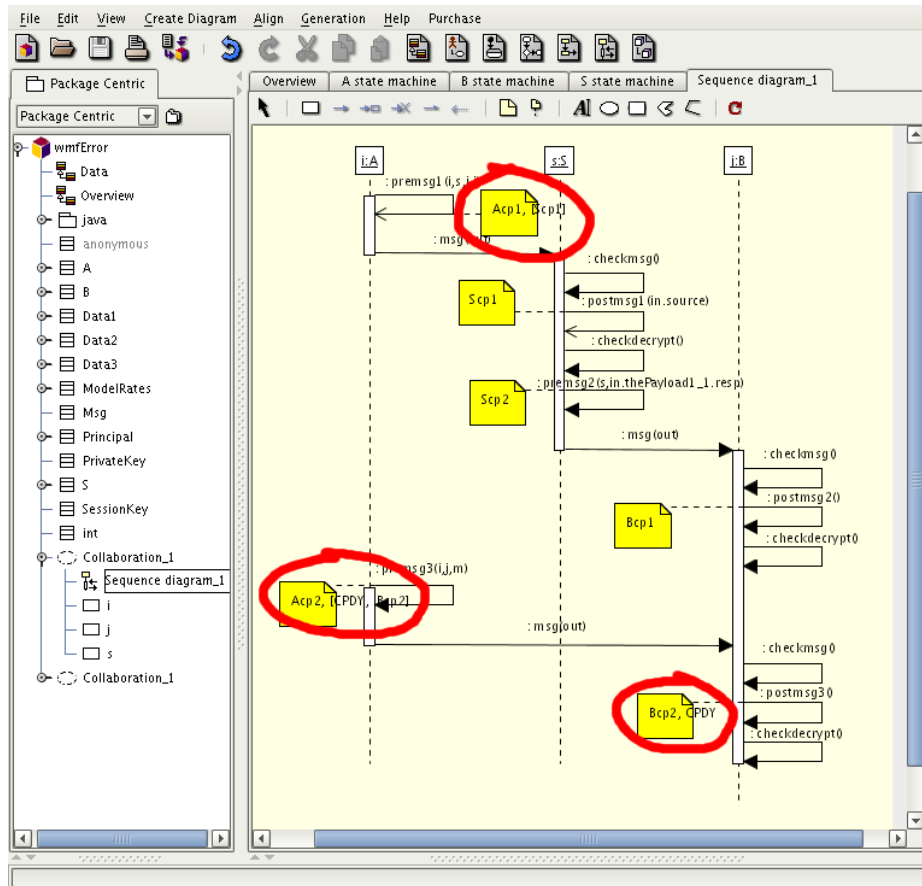 File Edit View Create Diagram Align Generation Help Purchase
Package Centric
Overview A state machine B state machine S state machine Sequence diagram_1
Package Centric
wmfError
Data
Overview
java
anonymous
A
B
Data1
Data2
Data3
ModelRates
Msg
Principal
PrivateKey
S
SessionKey
int
Collaboration_1
Sequence diagram_1
i
j
s
Collaboration_1
i:A s:S j:B
: premsg1(i,s,j,
Acp1, [Scp1]
: msg(out)
: checkmsg()
Scp1
: postmsg1(in.source)
: checkdecrypt()
: premsg2(s,in.thePayload1_1.resp)
Scp2
: msg(out)
: checkmsg()
: postmsg2()
Bcp1
: checkdecrypt()
: premsg3(i,j,m)
Acp2, [CPDY, Bcp2]
: msg(out)
: checkmsg()
: postmsg3()
Bcp2, CPDY
: checkdecrypt()